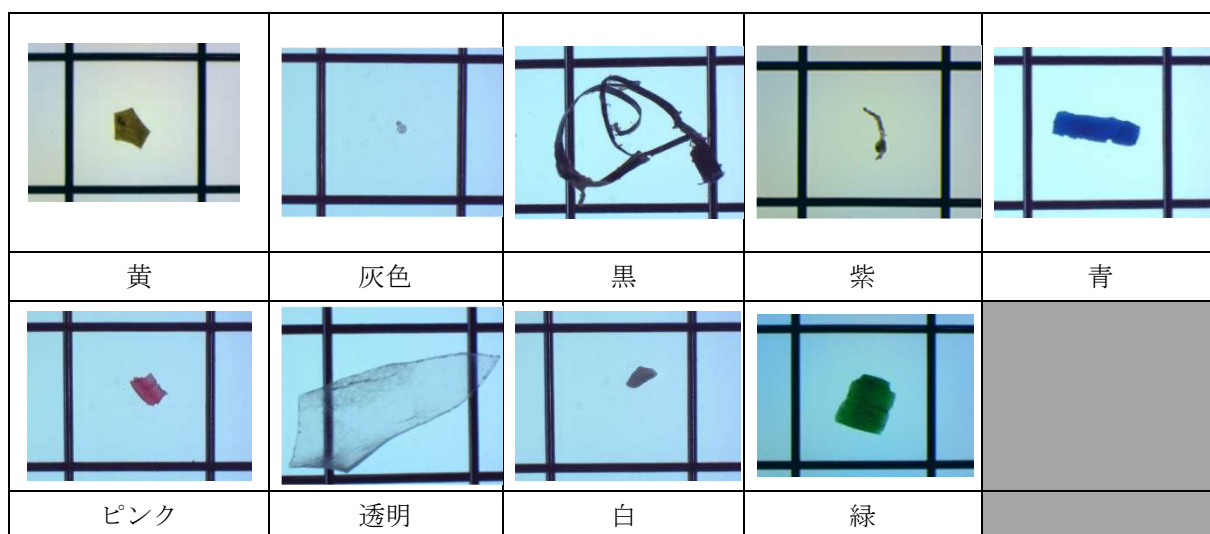 黄 灰色 黒 紫 青
ピンク 透明 白 緑